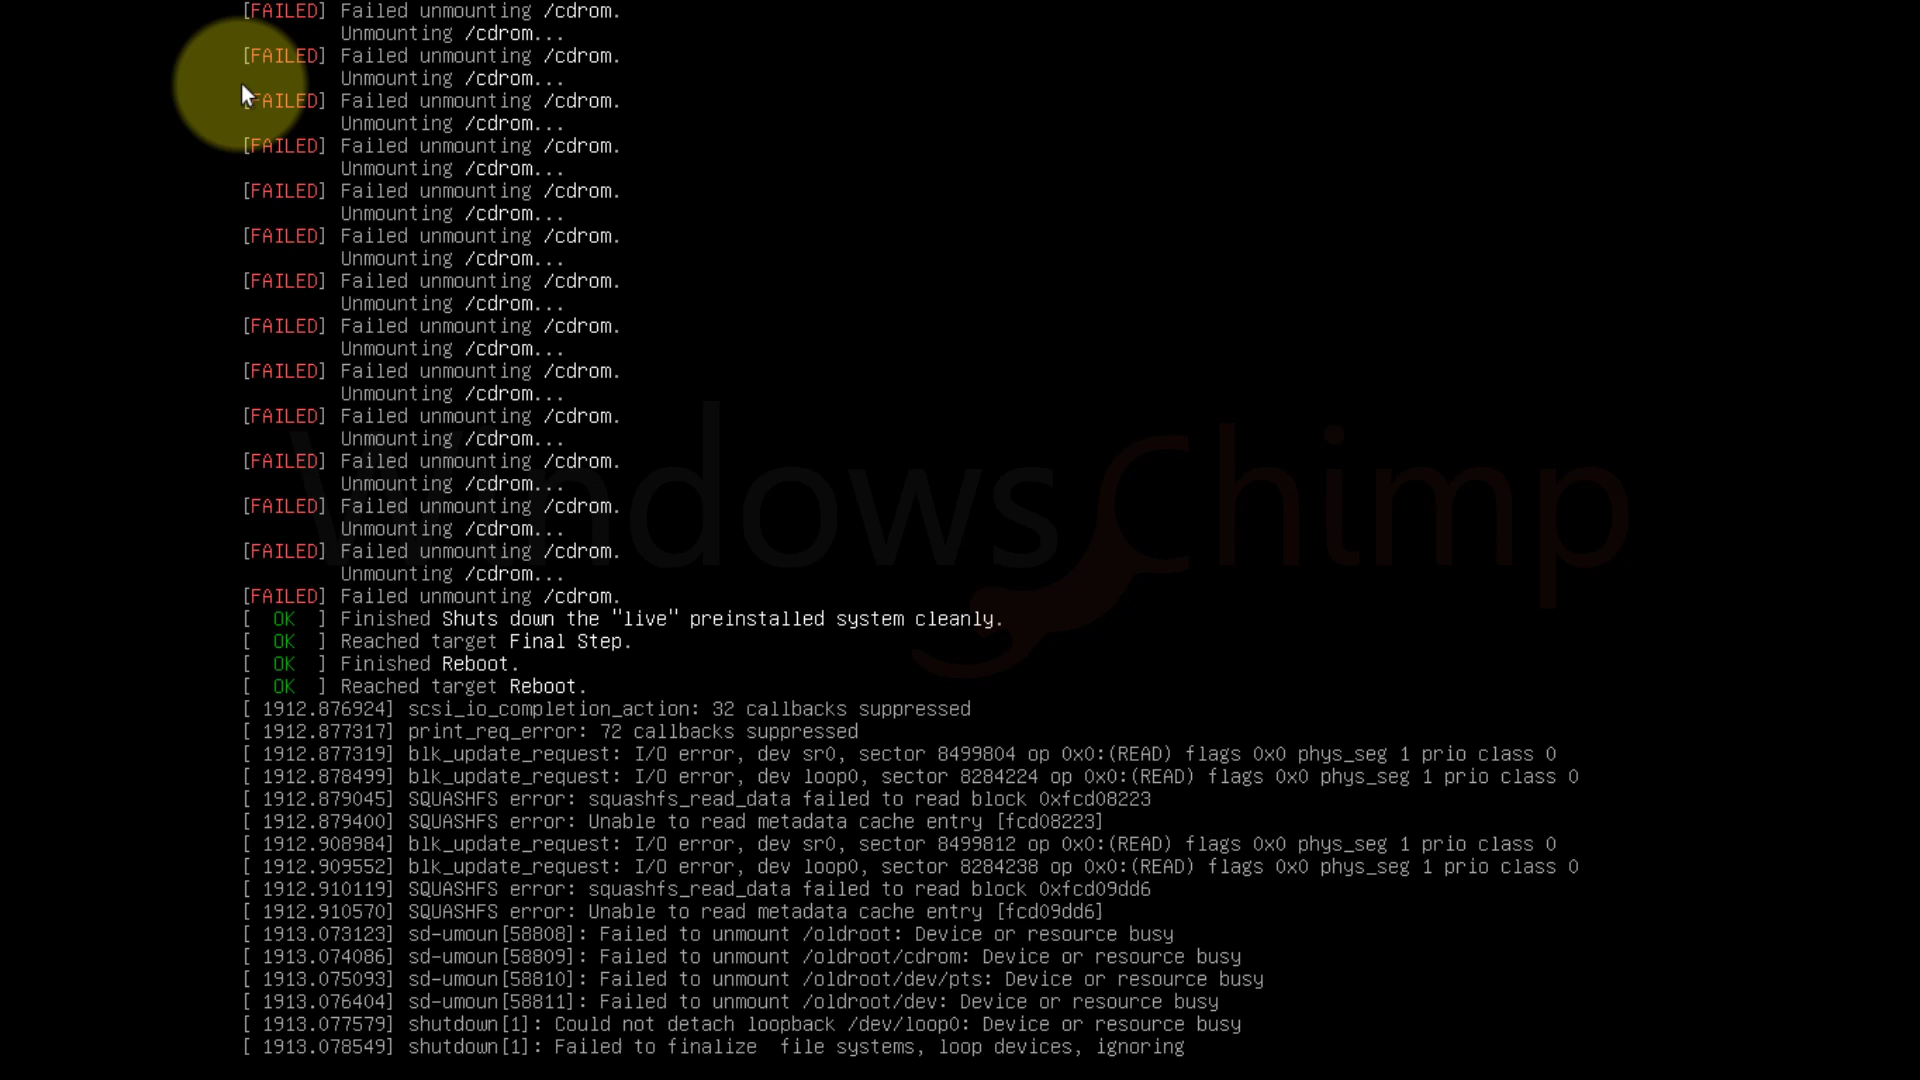 [FAILED] Failed unmounting /cdrom.
Unmounting /cdrom...
[FAILED] Failed unmounting /cdrom.
Unmounting /cdrom...
[FAILED] Failed unmounting /cdrom.
Unmounting /cdrom...
[FAILED] Failed unmounting /cdrom.
Unmounting /cdrom...
[FAILED] Failed unmounting /cdrom.
Unmounting /cdrom...
[FAILED] Failed unmounting /cdrom.
Unmounting /cdrom...
[FAILED] Failed unmounting /cdrom.
Unmounting /cdrom...
[FAILED] Failed unmounting /cdrom.
Unmounting /cdrom...
[FAILED] Failed unmounting /cdrom.
Unmounting /cdrom...
[FAILED] Failed unmounting /cdrom.
Unmounting /cdrom...
[FAILED] Failed unmounting /cdrom.
Unmounting /cdrom...
[FAILED] Failed unmounting /cdrom.
Unmounting /cdrom...
[FAILED] Failed unmounting /cdrom.
Unmounting /cdrom...
[FAILED] Failed unmounting /cdrom.
[  OK  ] Finished Shuts down the "live" preinstalled system cleanly.
[  OK  ] Reached target Final Step.
[  OK  ] Finished Reboot.
[  OK  ] Reached target Reboot.
[ 1912.876924] scsi_io_completion_action: 32 callbacks suppressed
[ 1912.877317] print_req_error: 72 callbacks suppressed
[ 1912.877319] blk_update_request: I/O error, dev sr0, sector 8499804 op 0x0:(READ) flags 0x0 phys_seg 1 prio class 0
[ 1912.878499] blk_update_request: I/O error, dev loop0, sector 8284224 op 0x0:(READ) flags 0x0 phys_seg 1 prio class 0
[ 1912.879045] SQUASHFS error: squashfs_read_data failed to read block 0xfcd08223
[ 1912.879400] SQUASHFS error: Unable to read metadata cache entry [fcd08223]
[ 1912.908984] blk_update_request: I/O error, dev sr0, sector 8499812 op 0x0:(READ) flags 0x0 phys_seg 1 prio class 0
[ 1912.909552] blk_update_request: I/O error, dev loop0, sector 8284238 op 0x0:(READ) flags 0x0 phys_seg 1 prio class 0
[ 1912.910119] SQUASHFS error: squashfs_read_data failed to read block 0xfcd09dd6
[ 1912.910570] SQUASHFS error: Unable to read metadata cache entry [fcd09dd6]
[ 1913.073123] sd-umoun[58808]: Failed to unmount /oldroot: Device or resource busy
[ 1913.074086] sd-umoun[58809]: Failed to unmount /oldroot/cdrom: Device or resource busy
[ 1913.075093] sd-umoun[58810]: Failed to unmount /oldroot/dev/pts: Device or resource busy
[ 1913.076404] sd-umoun[58811]: Failed to unmount /oldroot/dev: Device or resource busy
[ 1913.077579] shutdown[1]: Could not detach loopback /dev/loop0: Device or resource busy
[ 1913.078549] shutdown[1]: Failed to finalize  file systems, loop devices, ignoring
WindowsChimp